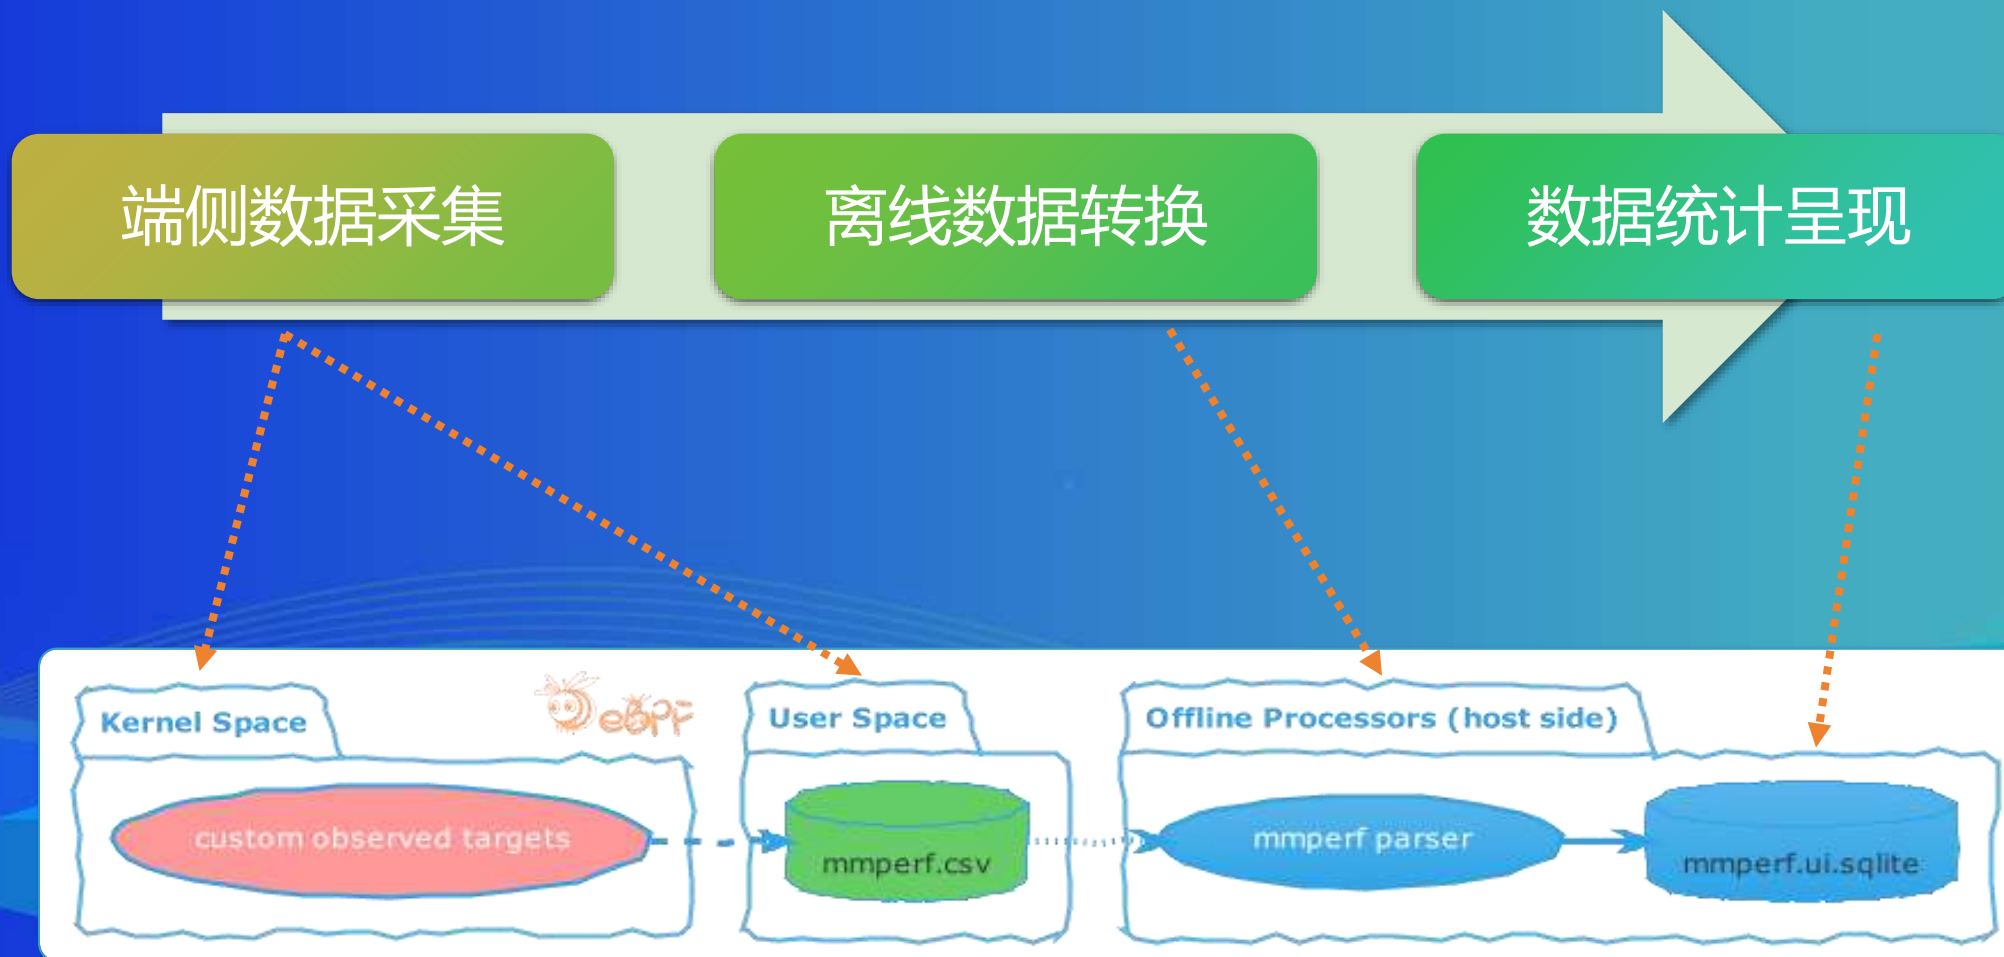 端侧数据采集
离线数据转换
数据统计呈现
Kernel Space
eBPF
User Space
Offline Processors (host side)
custom observed targets
mmperf.csv
mmperf parser
mmperf.ui.sqlite